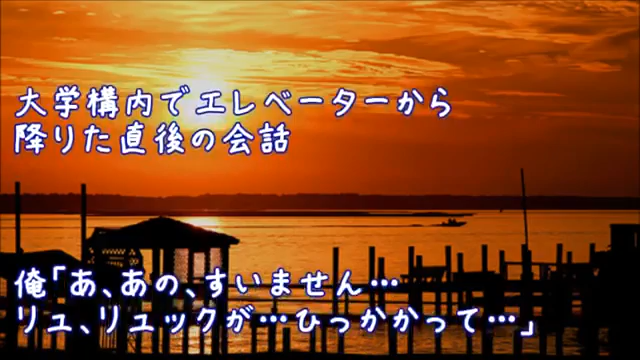 大学構内でエレベーターから
降りた直後の会話
俺｢あ､あの､すいません…
リュ､リュックが…ひっかかって…｣